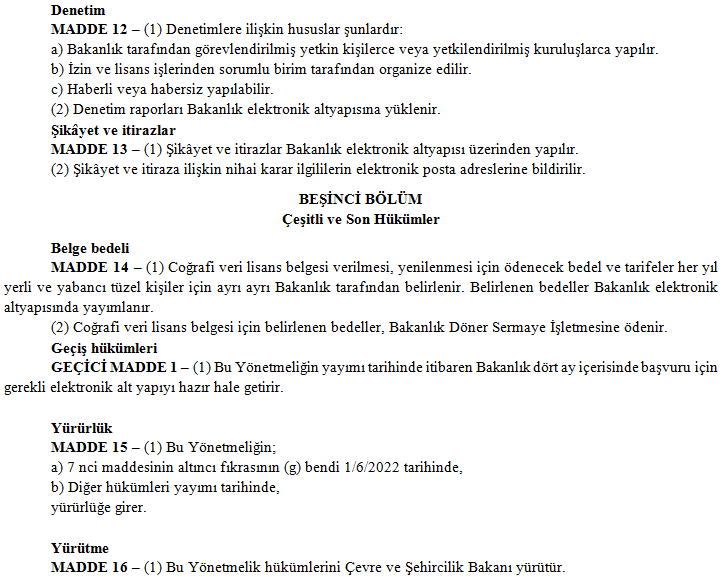 Denetim
MADDE 12 – (1) Denetimlere ilişkin hususlar şunlardır:
a) Bakanlık tarafından görevlendirilmiş yetkin kişilerce veya yetkilendirilmiş kuruluşlarca yapılır.
b) İzin ve lisans işlerinden sorumlu birim tarafından organize edilir.
c) Haberli veya habersiz yapılabilir.
(2) Denetim raporları Bakanlık elektronik altyapısına yüklenir.
Şikâyet ve itirazlar
MADDE 13 – (1) Şikâyet ve itirazlar Bakanlık elektronik altyapısı üzerinden yapılır.
(2) Şikâyet ve itiraza ilişkin nihai karar ilgililerin elektronik posta adreslerine bildirilir.
BEŞİNCİ BÖLÜM
Çeşitli ve Son Hükümler
Belge bedeli
MADDE 14 – (1) Coğrafi veri lisans belgesi verilmesi, yenilenmesi için ödenecek bedel ve tarifeler her yıl
yerli ve yabancı tüzel kişiler için ayrı ayrı Bakanlık tarafından belirlenir. Belirlenen bedeller Bakanlık elektronik
altyapısında yayımlanır.
(2) Coğrafi veri lisans belgesi için belirlenen bedeller, Bakanlık Döner Sermaye İşletmesine ödenir.
Geçiş hükümleri
GEÇİCİ MADDE 1 – (1) Bu Yönetmeliğin yayımı tarihinde itibaren Bakanlık dört ay içerisinde başvuru için
gerekli elektronik alt yapıyı hazır hale getirir.
Yürürlük
MADDE 15 – (1) Bu Yönetmeliğin;
a) 7 nci maddesinin altıncı fıkrasının (g) bendi 1/6/2022 tarihinde,
b) Diğer hükümleri yayımı tarihinde,
yürürlüğe girer.
Yürütme
MADDE 16 – (1) Bu Yönetmelik hükümlerini Çevre ve Şehircilik Bakanı yürütür.